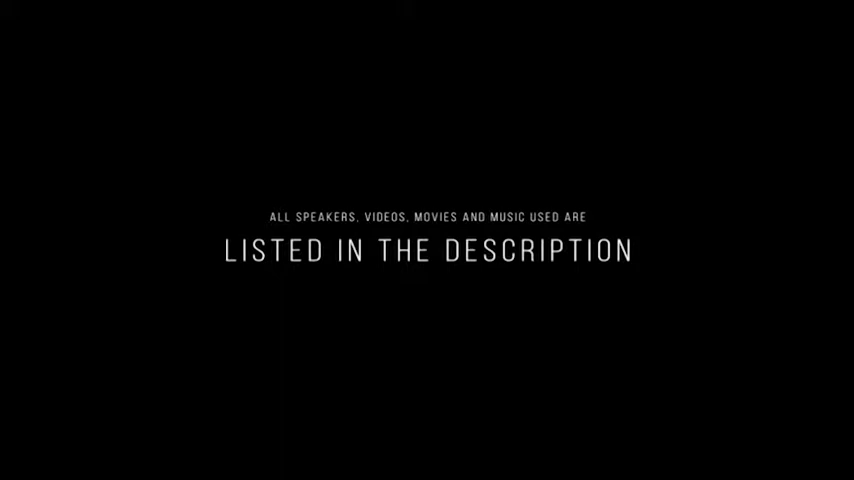 ALL SPEAKERS, VIDEOS, MOVIES AND MUSIC USED ARE
LISTED IN THE DESCRIPTION